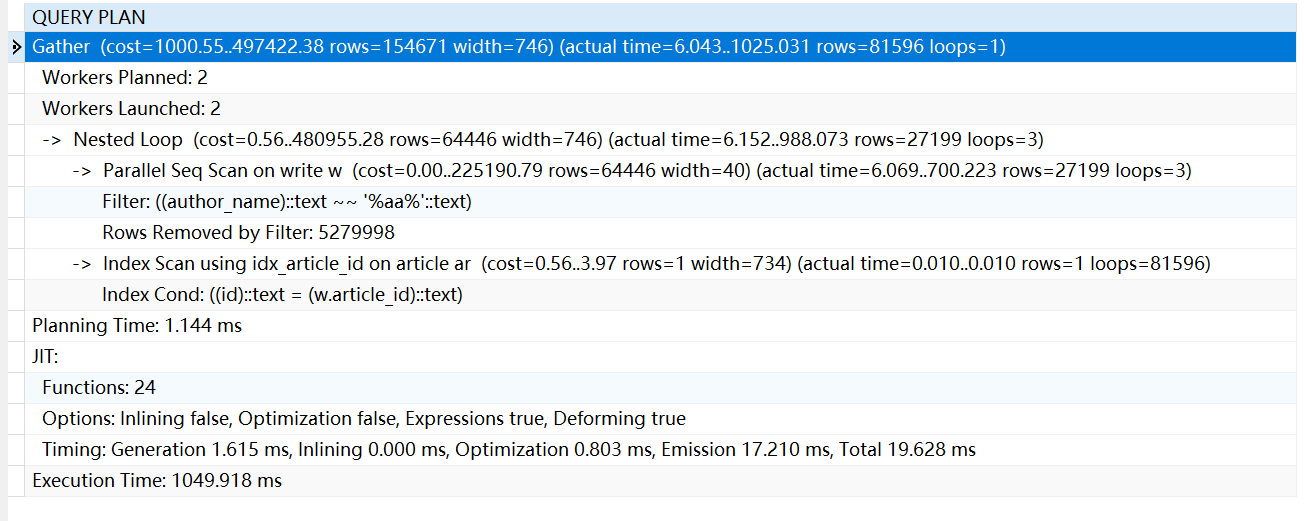 QUERY PLAN
Gather  (cost=1000.55..497422.38 rows=154671 width=746) (actual time=6.043..1025.031 rows=81596 loops=1)
Workers Planned: 2
Workers Launched: 2
->  Nested Loop  (cost=0.56..480955.28 rows=64446 width=746) (actual time=6.152..988.073 rows=27199 loops=3)
->  Parallel Seq Scan on write w  (cost=0.00..225190.79 rows=64446 width=40) (actual time=6.069..700.223 rows=27199 loops=3)
Filter: ((author_name)::text ~~ '%aa%'::text)
Rows Removed by Filter: 5279998
->  Index Scan using idx_article_id on article ar  (cost=0.56..3.97 rows=1 width=734) (actual time=0.010..0.010 rows=1 loops=81596)
Index Cond: ((id)::text = (w.article_id)::text)
Planning Time: 1.144 ms
JIT:
Functions: 24
Options: Inlining false, Optimization false, Expressions true, Deforming true
Timing: Generation 1.615 ms, Inlining 0.000 ms, Optimization 0.803 ms, Emission 17.210 ms, Total 19.628 ms
Execution Time: 1049.918 ms